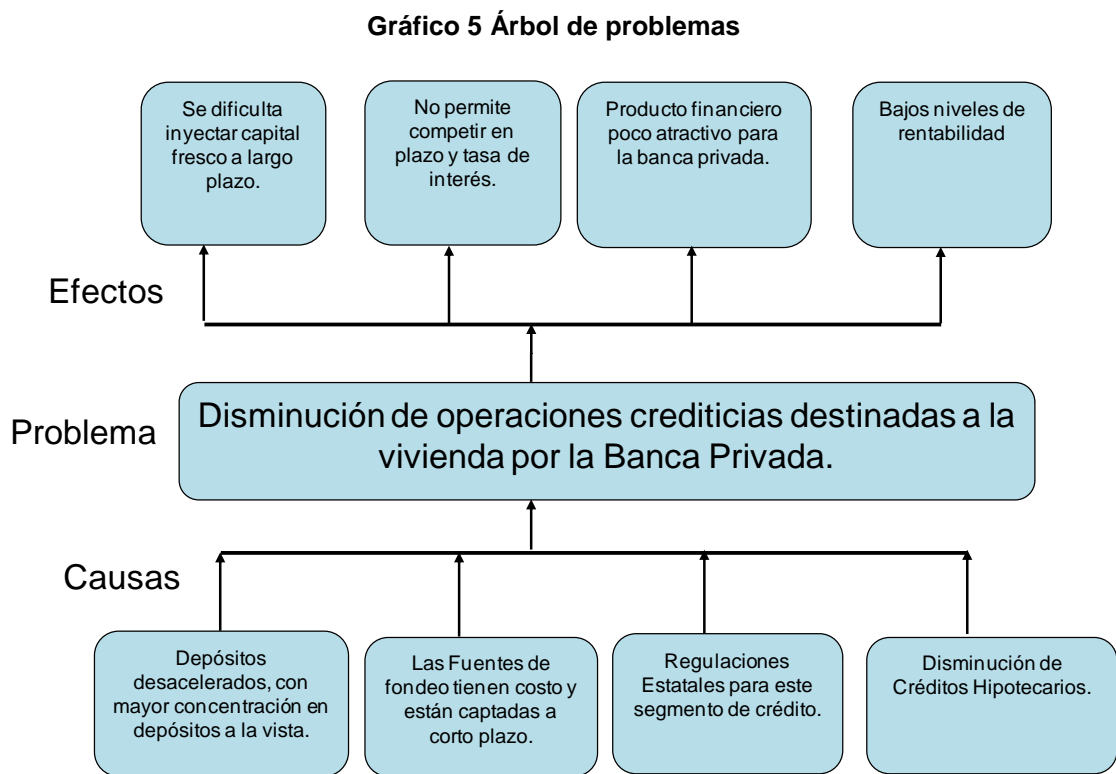 Gráfico 5 Árbol de problemas
Se dificulta
inyectar capital
fresco a largo
plazo.
No permite
competir en
plazo y tasa de
interés.
Producto financiero
poco atractivo para
la banca privada.
Bajos niveles de
rentabilidad
Efectos
Problema
Disminución de operaciones crediticias destinadas a la
vivienda por la Banca Privada.
Causas
Depósitos
desacelerados, con
mayor concentración en
depósitos a la vista.
Las Fuentes de
fondeo tienen costo y
están captadas a
corto plazo.
Regulaciones
Estatales para este
segmento de crédito.
Disminución de
Créditos Hipotecarios.